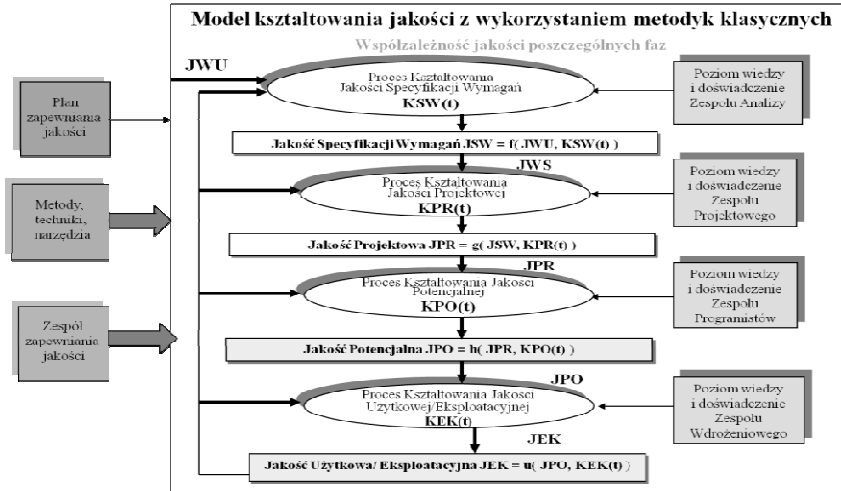 Model kształtowania jakości z wykorzystaniem metodyk klasycznych
Współzależność jakości poszczególnych faz
JWU
Plan
zapewniania
jakości
Metody,
techniki,
narzędzia
Zespół
zapewniania
jakości
Proces Kształtowania
Jakości Specyfikacji Wymagań
KSW(t)
Poziom wiedzy
i doświadczenie
Zespołu Analizy
Jakość Specyfikacji Wymagań JSW = f( JWU, KSW(t) )
JWS
Proces Kształtowania
Jakości Projektowej
KPR(t)
Poziom wiedzy
i doświadczenie
Zespołu
Projektowego
Jakość Projektowa JPR = g( JSW, KPR(t) )
JPR
Proces Kształtowania Jakości
Potencjalnej
KPO(t)
Poziom wiedzy
i doświadczenie
Zespołu
Programistów
Jakość Potencjalna JPO = h( JPR, KPO(t) )
JPO
Proces Kształtowania Jakości
Użytkowej/Eksploatacyjnej
KEK(t)
Poziom wiedzy
i doświadczenie
Zespołu
Wdrożeniowego
JEK
Jakość Użytkowa/ Eksploatacyjna JEK = u( JPO, KEK(t) )